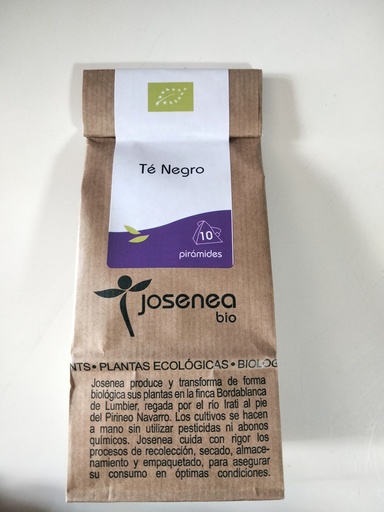 Té Negro
10
pirámides
josenea
bio
NTS • PLANTAS ECOLÓGICAS • BIOLOG
Josenea produce y transforma de forma
biológica sus plantas en la finca Bordablanca
de Lumbier, regada por el río Irati al pie
del Pirineo Navarro. Los cultivos se hacen
a mano sin utilizar pesticidas ni abonos
químicos. Josenea cuida con rigor los
procesos de recolección, secado, almace-
namiento y empaquetado, para asegurar
su consumo en óptimas condiciones.